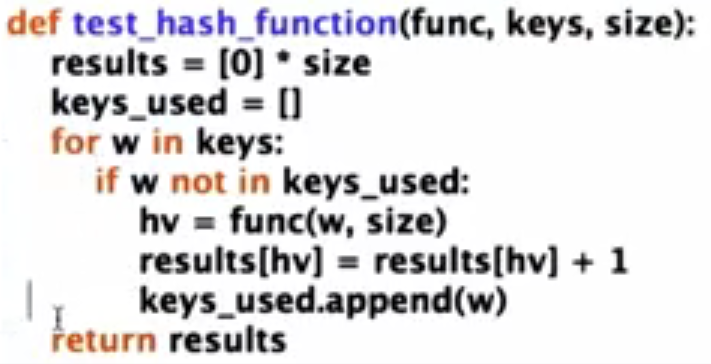 def test_hash_function(func, keys, size):
    results = [0] * size
    keys_used = []
    for w in keys:
        if w not in keys_used:
            hv = func(w, size)
            results[hv] = results[hv] + 1
            keys_used.append(w)
    return results